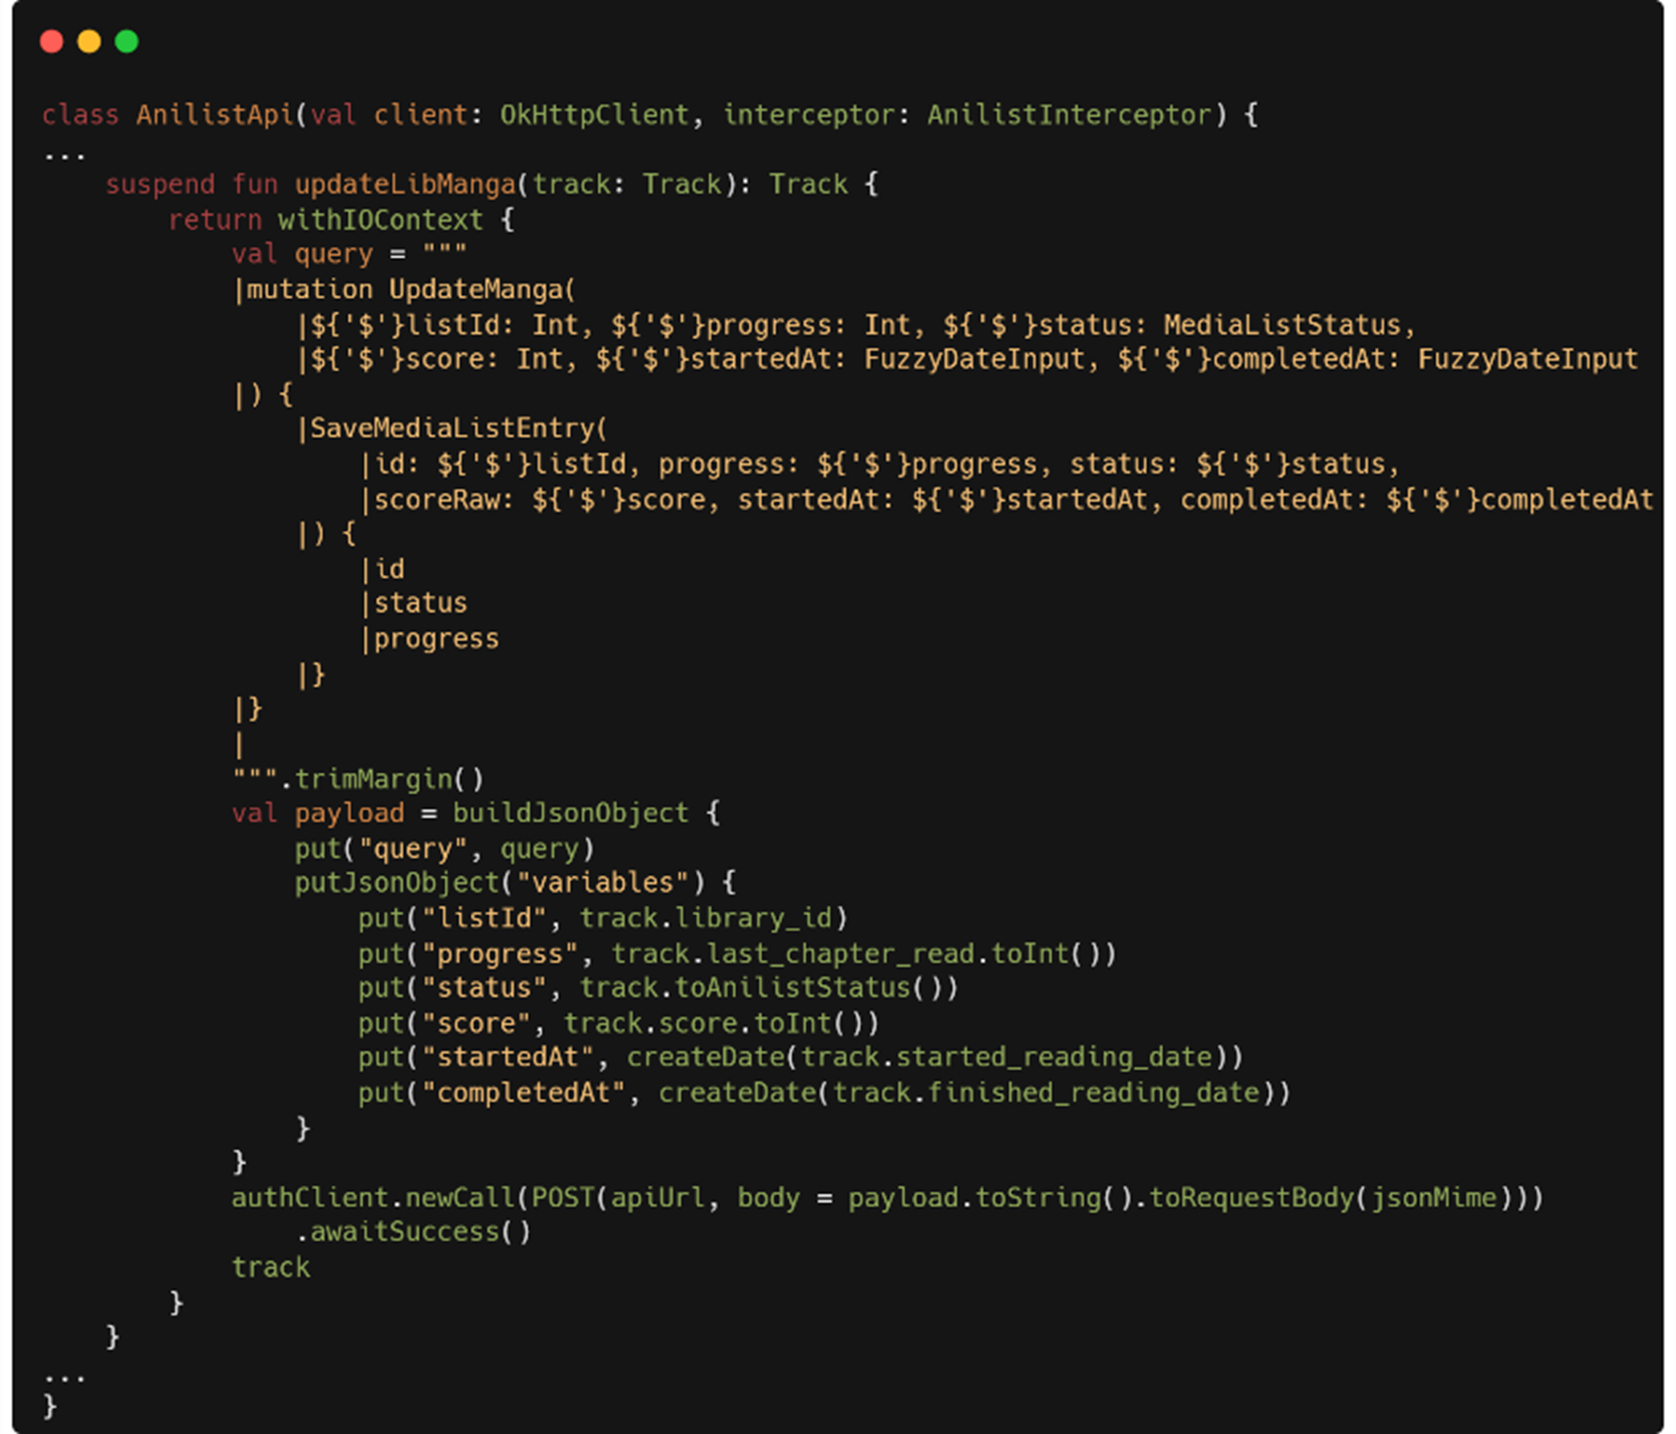 class AnilistApi(val client: OkHttpClient, interceptor: AnilistInterceptor) {
...
    suspend fun updateLibManga(track: Track): Track {
        return withIOContext {
            val query = """
            |mutation UpdateManga(
                |${'$'}listId: Int, ${'$'}progress: Int, ${'$'}status: MediaListStatus,
                |${'$'}score: Int, ${'$'}startedAt: FuzzyDateInput, ${'$'}completedAt: FuzzyDateInput
            |) {
                |SaveMediaListEntry(
                    |id: ${'$'}listId, progress: ${'$'}progress, status: ${'$'}status,
                    |scoreRaw: ${'$'}score, startedAt: ${'$'}startedAt, completedAt: ${'$'}completedAt
                |) {
                    |id
                    |status
                    |progress
                |}
            |}
            |
            """.trimMargin()
            val payload = buildJsonObject {
                put("query", query)
                putJsonObject("variables") {
                    put("listId", track.library_id)
                    put("progress", track.last_chapter_read.toInt())
                    put("status", track.toAnilistStatus())
                    put("score", track.score.toInt())
                    put("startedAt", createDate(track.started_reading_date))
                    put("completedAt", createDate(track.finished_reading_date))
                }
            }
            authClient.newCall(POST(apiUrl, body = payload.toString().toRequestBody(jsonMime)))
                .awaitSuccess()
            track
        }
    }
...
}